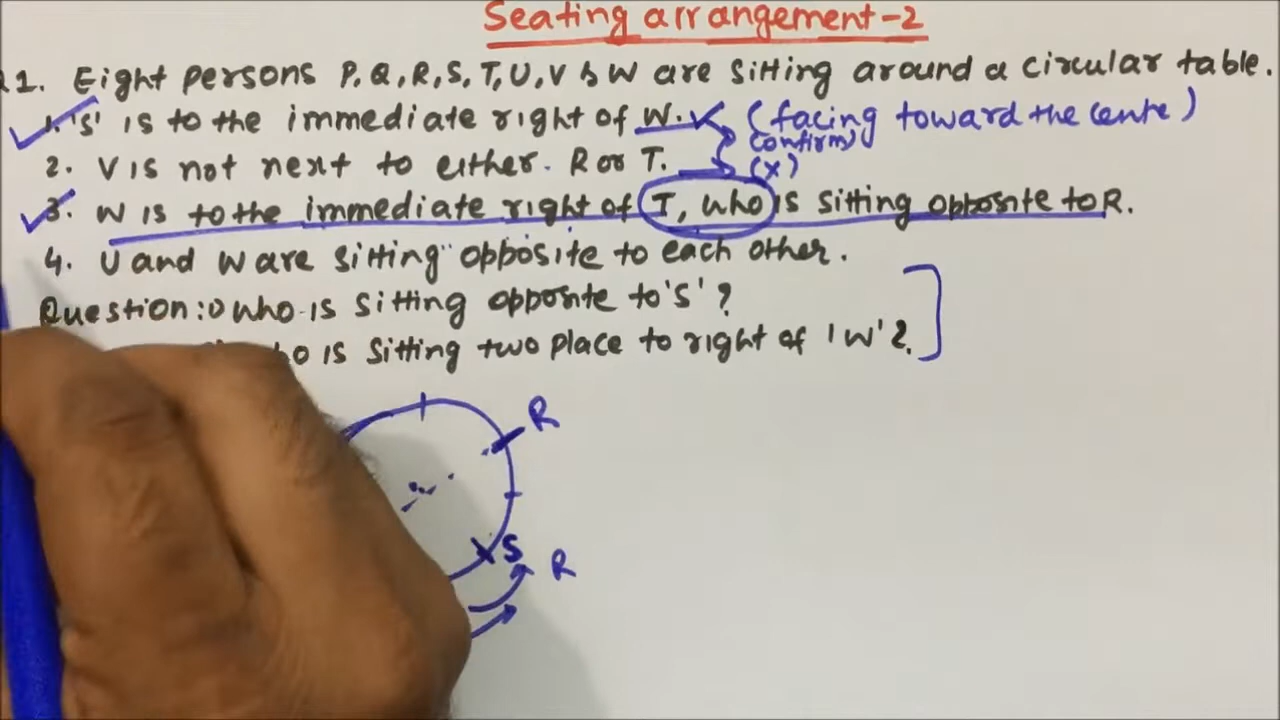 Seating arrangement-2
1. Eight persons P,Q,R,S,T,U,V & W are sitting around a circular table.
1. 'S' is to the immediate right of W. (facing toward the cente)
(confirm)
2. V is not next to either. R or T. (X)
3. W is to the immediate right of T, who is sitting opposite to R.
4. U and W are sitting opposite to each other.
Question: 1) Who is sitting opposite to 'S'?
is sitting two place to right of 'W'?
R
S
R